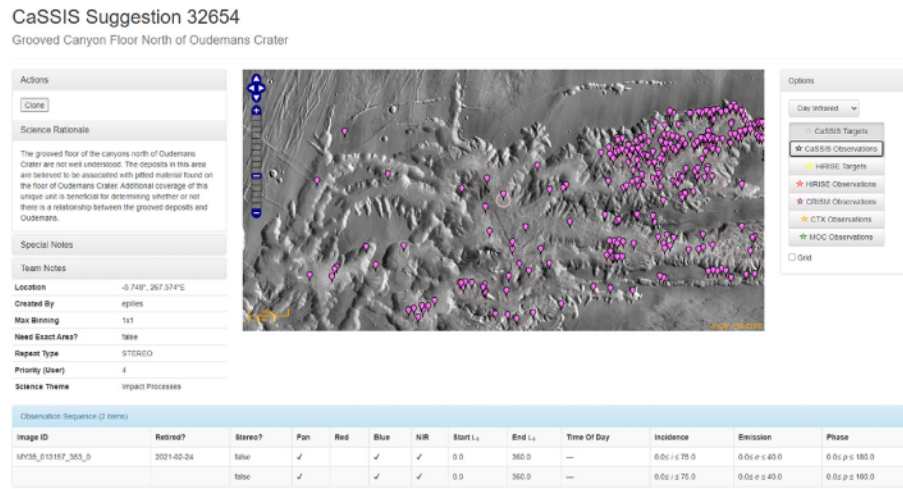 CaSSIS Suggestion 32654
Grooved Canyon Floor North of Oudemans Crater
Actions
Clone
Science Rationale
The grooved floor of the canyons north of Oudemans
Crater are not well understood. The deposits in this area
are believed to be associated with pitted material found on
the floor of Oudemans Crater. Additional coverage of this
unique unit is beneficial for determining whether or not
there is a relationship between the grooved deposits and
Oudemans.
Special Notes
Team Notes
Location -5.748°, 267.574°E
Created By epilles
Max Binning 1x1
Need Exact Area? false
Repeat Type STEREO
Priority (User) 4
Science Theme Impact Processes
Options
Day Infrared
CaSSIS Targets
CaSSIS Observations
HiRISE Targets
HiRISE Observations
CRISM Observations
CTX Observations
MOC Observations
Grid
Observation Sequence (2 items)
Image ID Retired? Stereo? Pan Red Blue NIR Start Ls End Ls Time Of Day Incidence Emission Phase
MY35_013157_353_0 2021-02-24 false ✓ ✓ ✓ 0.0 360.0 — 0.0≤ i ≤ 75.0 0.0≤ e ≤ 40.0 0.0≤ p ≤ 180.0
false ✓ ✓ ✓ 0.0 360.0 — 0.0≤ i ≤ 75.0 0.0≤ e ≤ 40.0 0.0≤ p ≤ 180.0